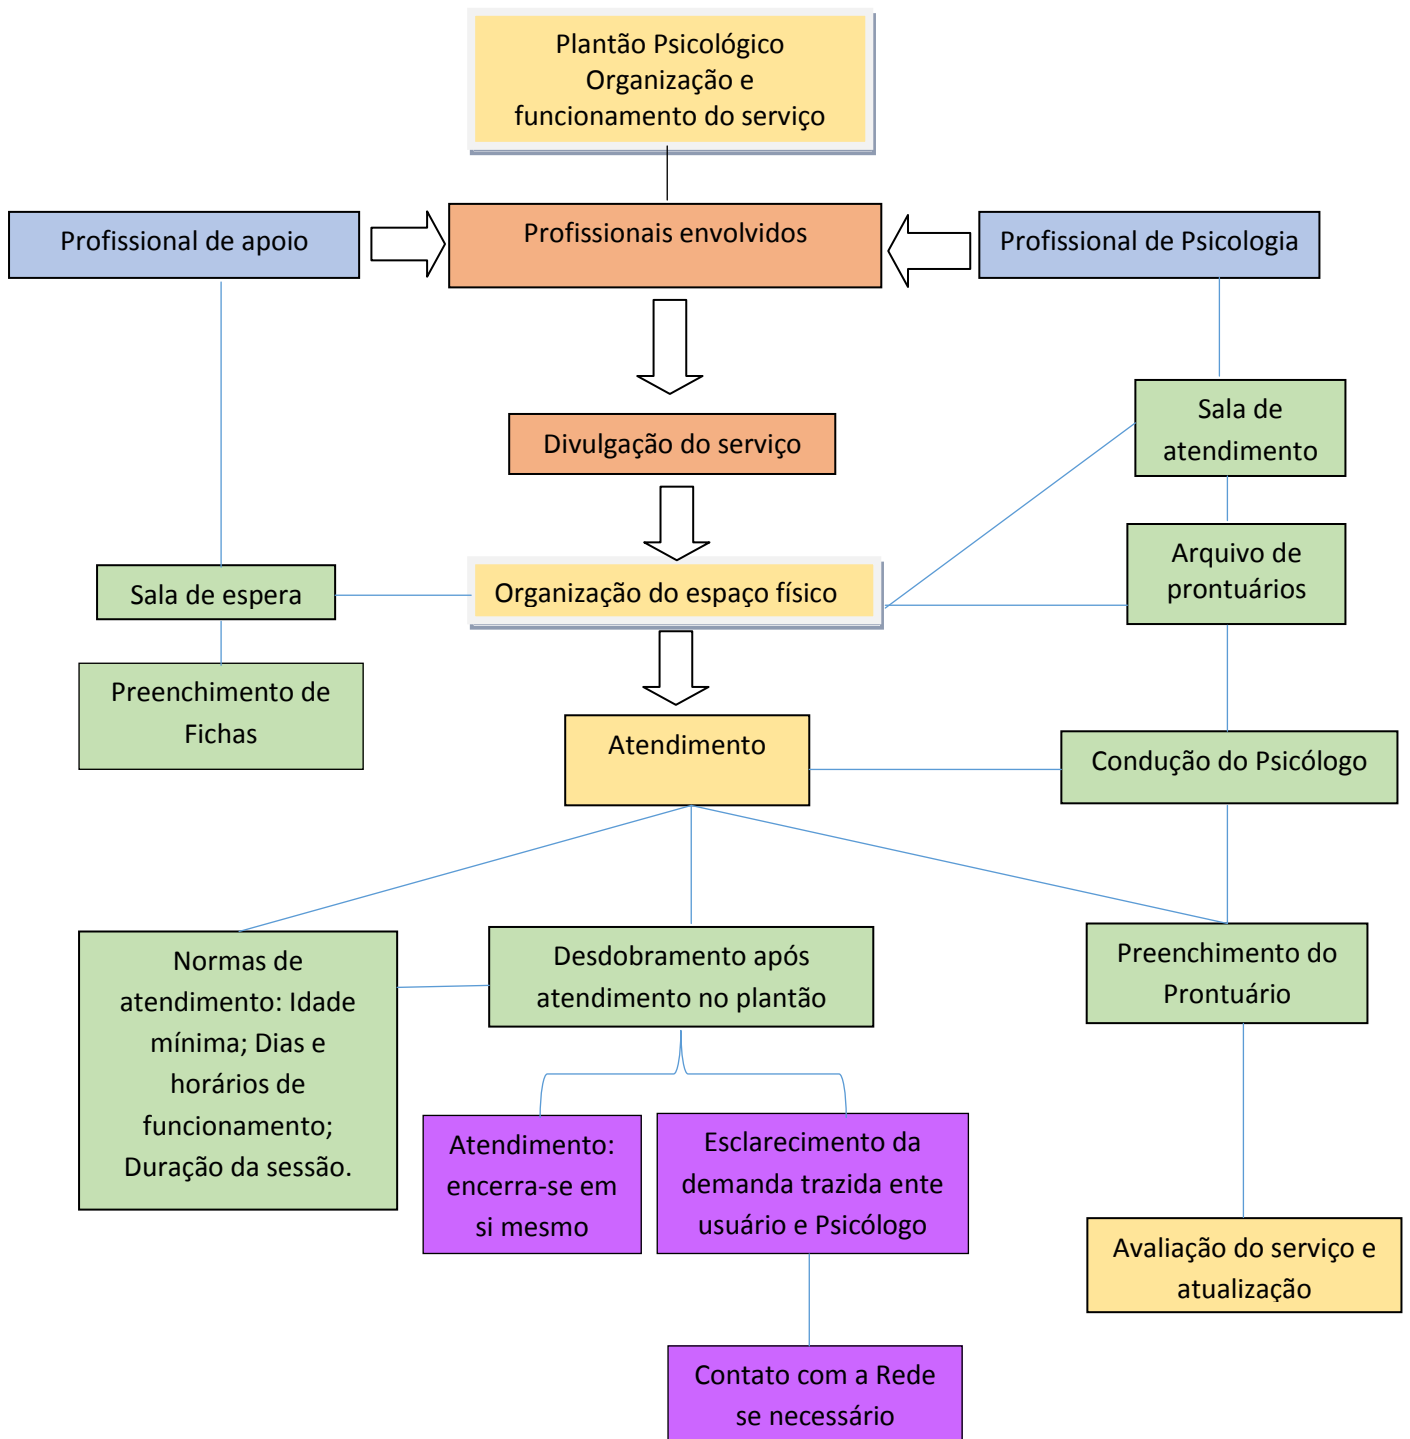 Plantão Psicológico
Organização e
funcionamento do serviço
Profissional de apoio
Profissionais envolvidos
Profissional de Psicologia
Divulgação do serviço
Sala de
atendimento
Arquivo de
prontuários
Sala de espera
Organização do espaço físico
Preenchimento de
Fichas
Atendimento
Condução do Psicólogo
Normas de
atendimento: Idade
mínima; Dias e
horários de
funcionamento;
Duração da sessão.
Desdobramento após
atendimento no plantão
Preenchimento do
Prontuário
Atendimento:
encerra-se em
si mesmo
Esclarecimento da
demanda trazida ente
usuário e Psicólogo
Avaliação do serviço e
atualização
Contato com a Rede
se necessário